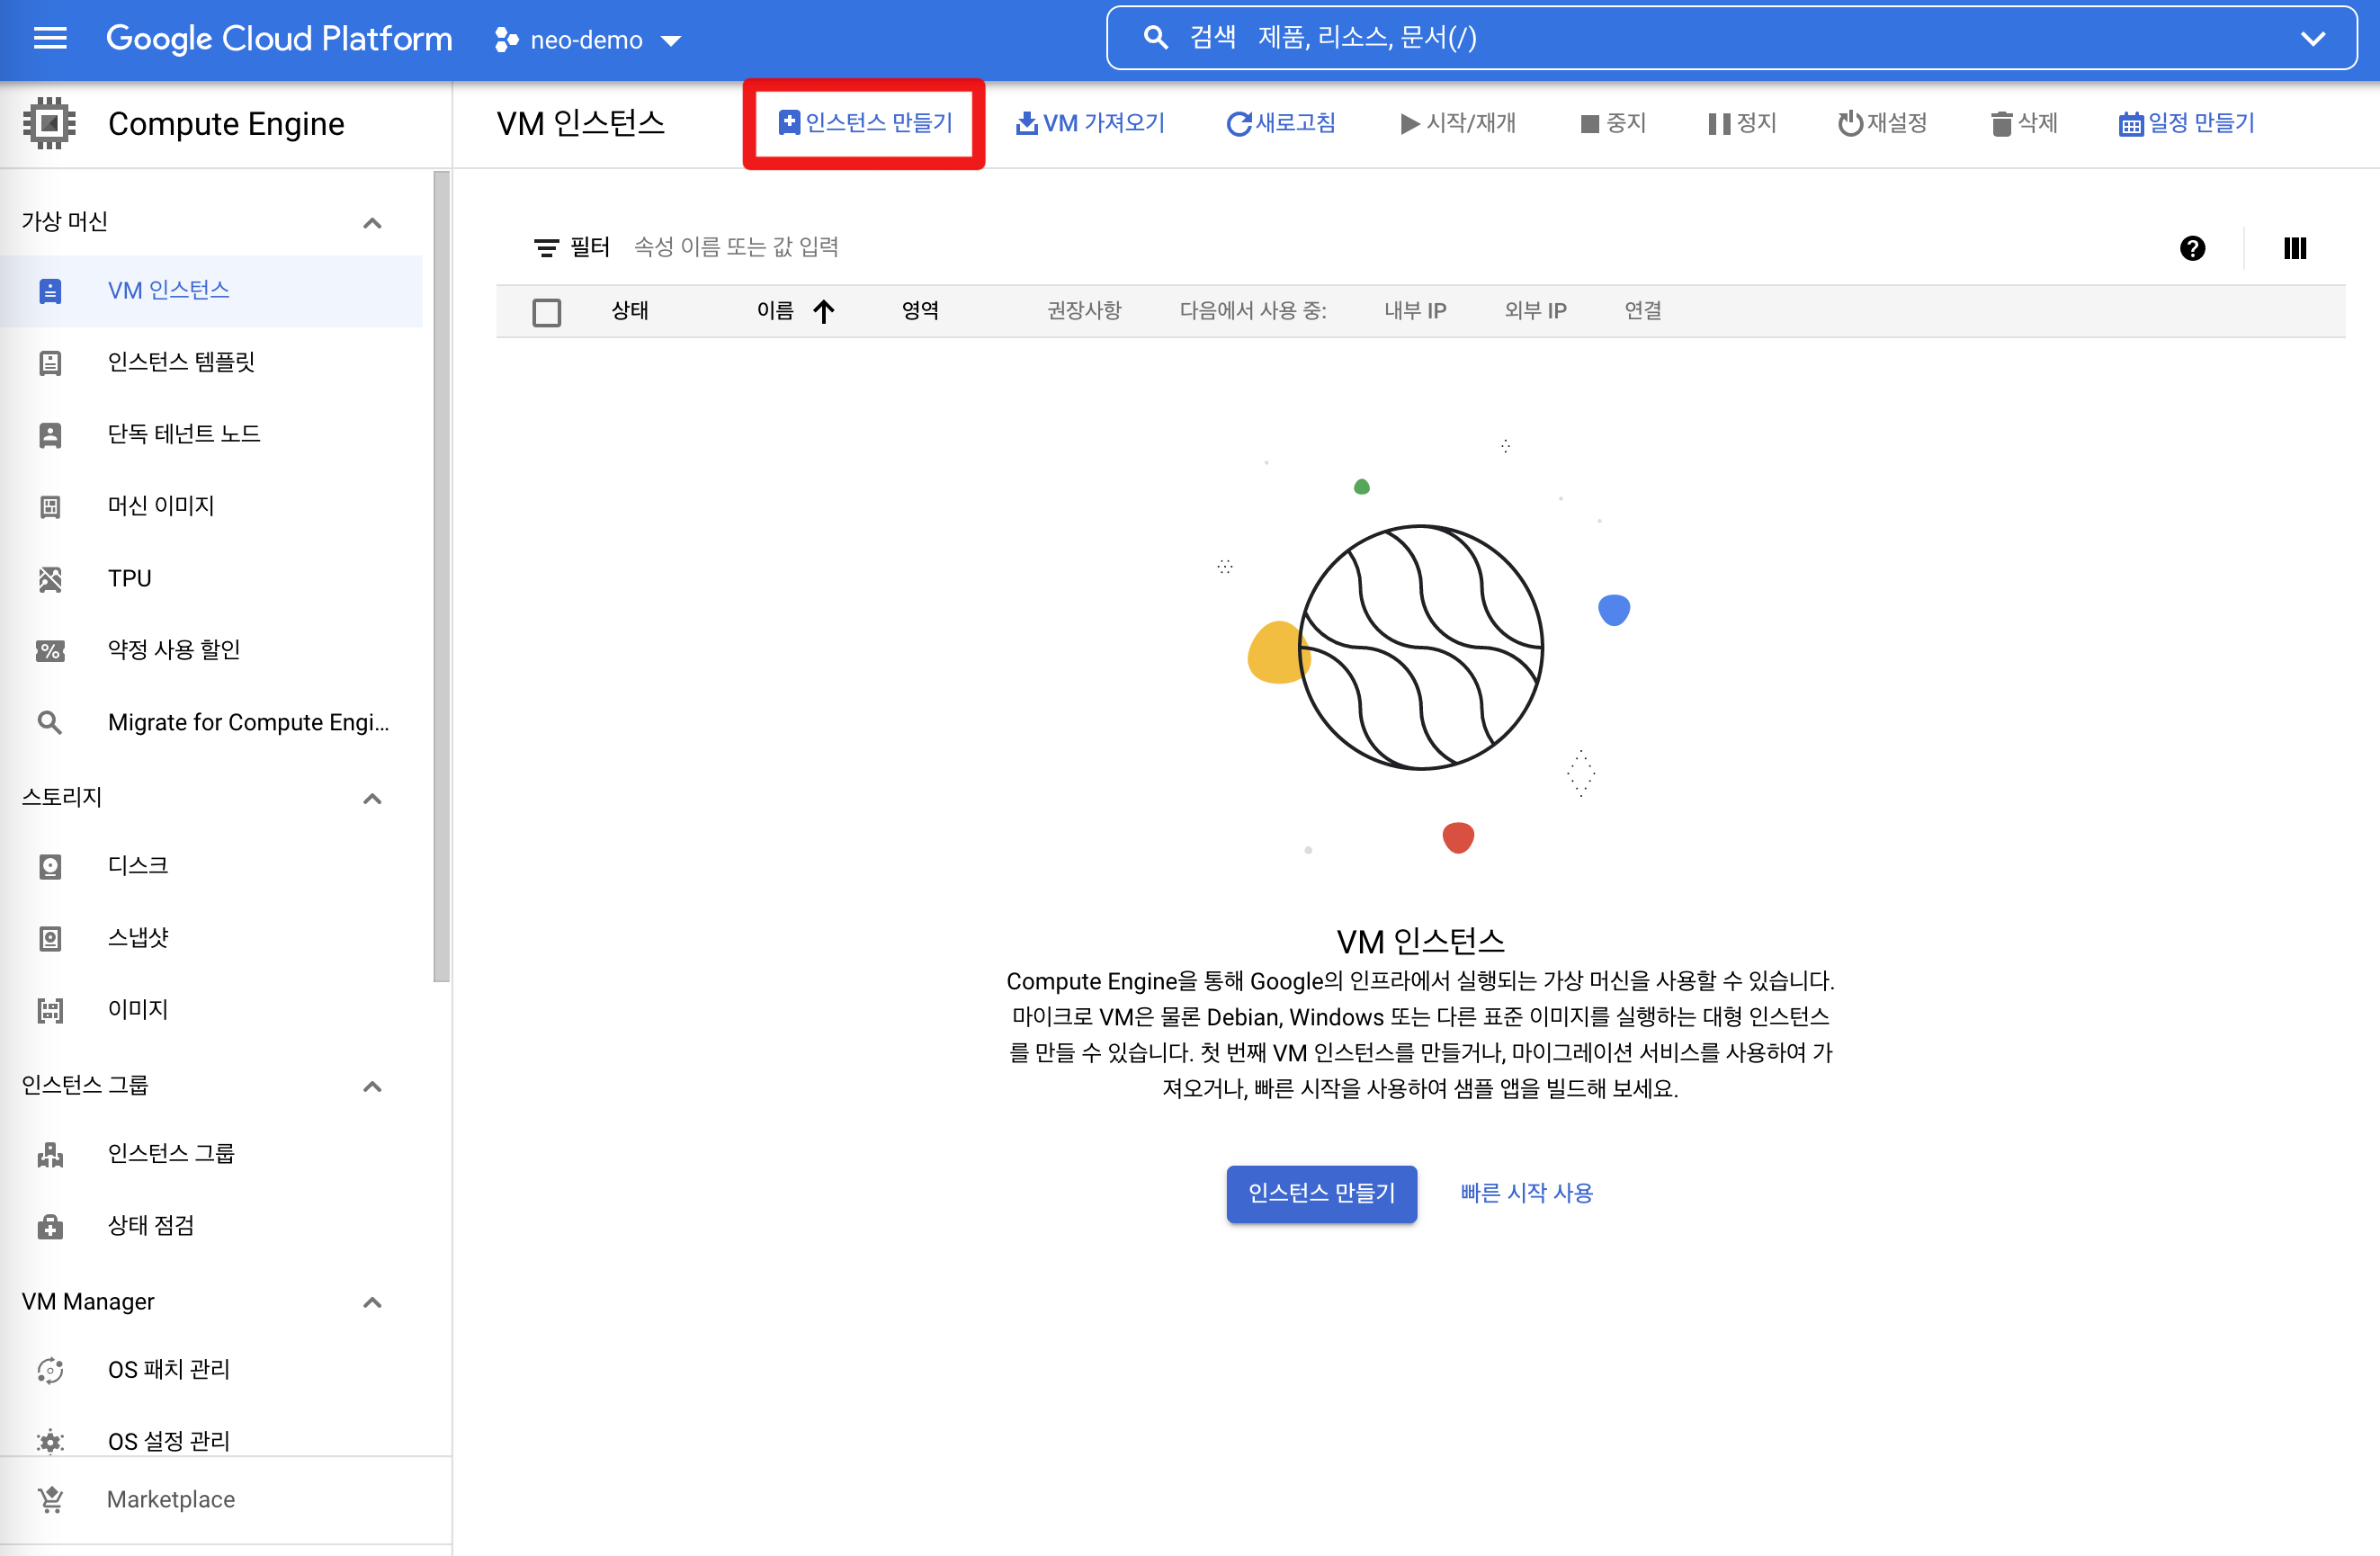 Google Cloud Platform
neo-demo
검색 제품, 리소스, 문서(/)
Compute Engine
VM 인스턴스
인스턴스 만들기
VM 가져오기
새로고침
시작/재개
중지
정지
재설정
삭제
일정 만들기
가상 머신
VM 인스턴스
인스턴스 템플릿
단독 테넌트 노드
머신 이미지
TPU
약정 사용 할인
Migrate for Compute Engi...
스토리지
디스크
스냅샷
이미지
인스턴스 그룹
인스턴스 그룹
상태 점검
VM Manager
OS 패치 관리
OS 설정 관리
Marketplace
필터 속성 이름 또는 값 입력
상태 이름 영역 권장사항 다음에서 사용 중: 내부 IP 외부 IP 연결
VM 인스턴스
Compute Engine을 통해 Google의 인프라에서 실행되는 가상 머신을 사용할 수 있습니다.
마이크로 VM은 물론 Debian, Windows 또는 다른 표준 이미지를 실행하는 대형 인스턴스
를 만들 수 있습니다. 첫 번째 VM 인스턴스를 만들거나, 마이그레이션 서비스를 사용하여 가
져오거나, 빠른 시작을 사용하여 샘플 앱을 빌드해 보세요.
인스턴스 만들기
빠른 시작 사용